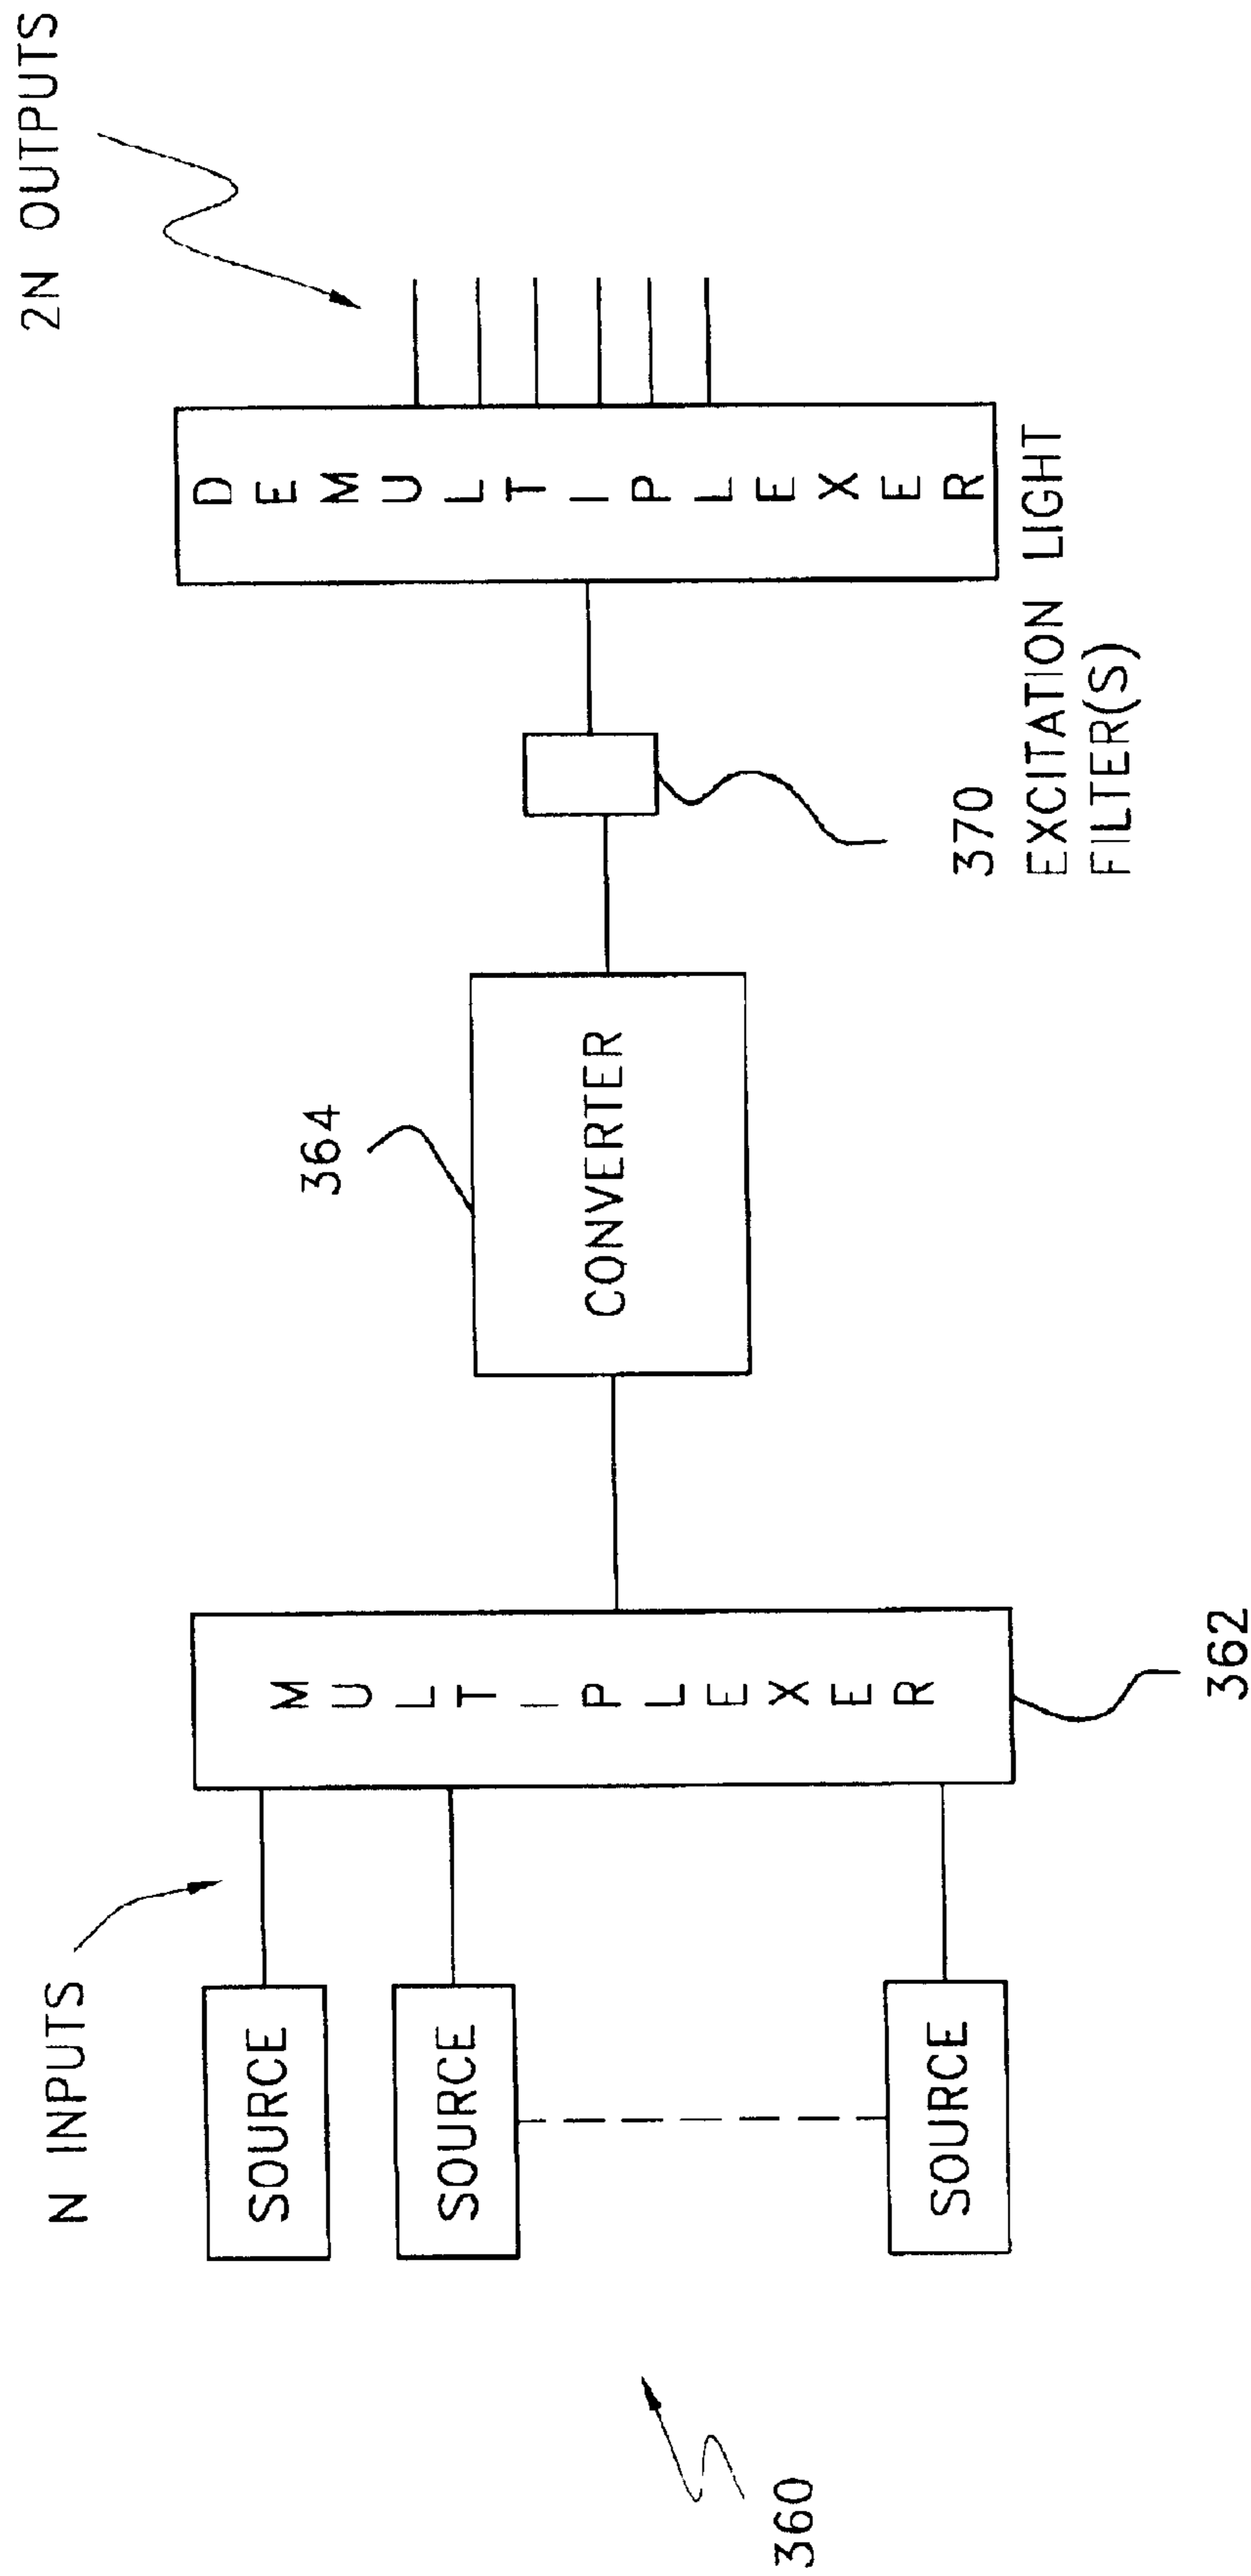 2N OUTPUTS
DEMULTIPLEXER
370
EXCITATION LIGHT
FILTER(S)
364
CONVERTER
N INPUTS
MULTIPLEXER
362
SOURCE
SOURCE
SOURCE
360